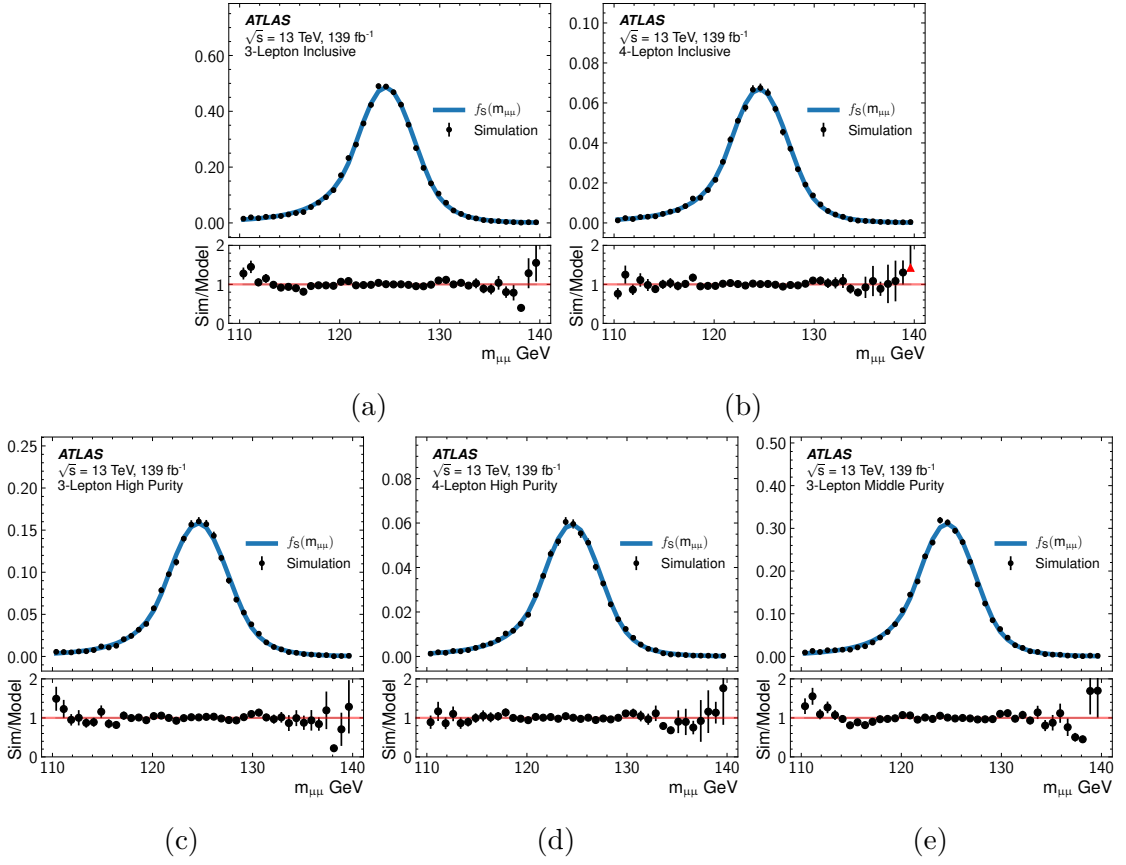 ATLAS
√s = 13 TeV, 139 fb⁻¹
3-Lepton Inclusive
0.60
0.40
0.20
0.00
fS(mμμ)
Simulation
Sim/Model
2
1
0
110 120 130 140
mμμ GeV
(a)
ATLAS
√s = 13 TeV, 139 fb⁻¹
4-Lepton Inclusive
0.10
0.08
0.06
0.04
0.02
0.00
fS(mμμ)
Simulation
Sim/Model
2
1
0
110 120 130 140
mμμ GeV
(b)
ATLAS
√s = 13 TeV, 139 fb⁻¹
3-Lepton High Purity
0.25
0.20
0.15
0.10
0.05
0.00
fS(mμμ)
Simulation
Sim/Model
2
1
0
110 120 130 140
mμμ GeV
(c)
ATLAS
√s = 13 TeV, 139 fb⁻¹
4-Lepton High Purity
0.08
0.06
0.04
0.02
0.00
fS(mμμ)
Simulation
Sim/Model
2
1
0
110 120 130 140
mμμ GeV
(d)
ATLAS
√s = 13 TeV, 139 fb⁻¹
3-Lepton Middle Purity
0.50
0.40
0.30
0.20
0.10
0.00
fS(mμμ)
Simulation
Sim/Model
2
1
0
110 120 130 140
mμμ GeV
(e)